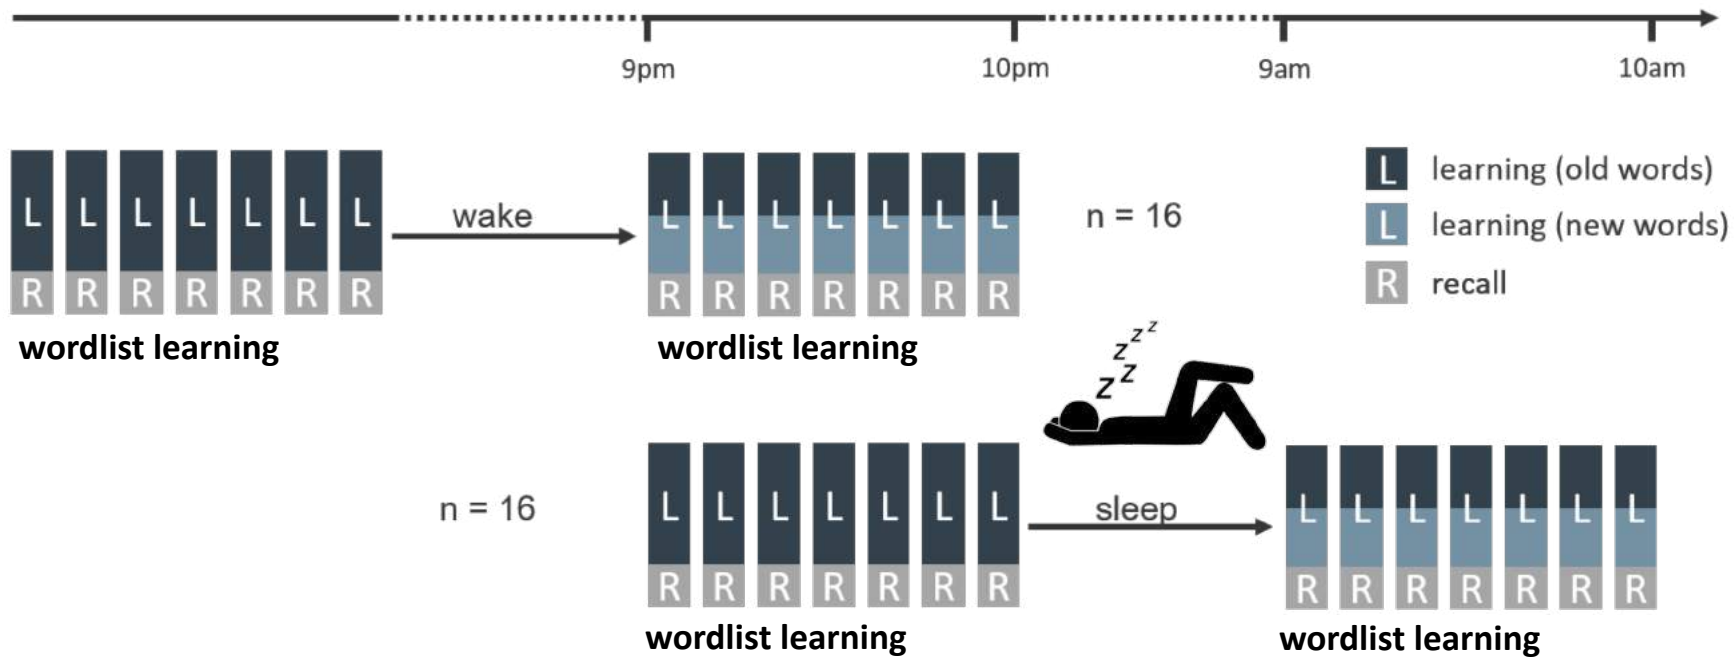 9pm 10pm 9am 10am
L L L L L L L wake L L L L L L L n = 16
R R R R R R R R R R R R R R
wordlist learning wordlist learning
L learning (old words)
L learning (new words)
R recall
z z z z z
n = 16 L L L L L L L sleep L L L L L L L
R R R R R R R R R R R R R R
wordlist learning wordlist learning